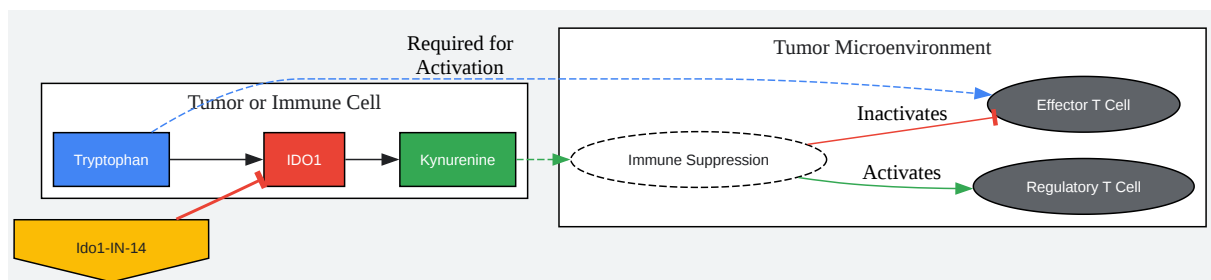 Required for
Activation
Tumor Microenvironment
Tumor or Immune Cell
Effector T Cell
Inactivates
Tryptophan
IDO1
Kynurenine
Immune Suppression
Activates
Regulatory T Cell
Ido1-IN-14